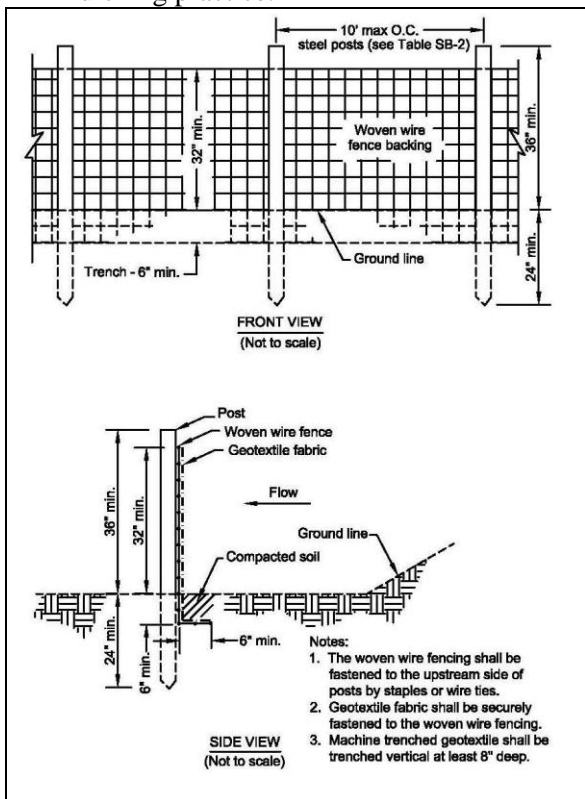 10' max O.C.
steel posts (see Table SB-2)
32" min.
Woven wire
fence backing
36" min.
Ground line
Trench - 6" min.
24" min.
FRONT VIEW
(Not to scale)
Post
Woven wire fence
Geotextile fabric
36" min.
32" min.
Flow
Ground line
Compacted soil
24" min.
6" min.
6" min.
Notes:
1. The woven wire fencing shall be
fastened to the upstream side of
posts by staples or wire ties.
2. Geotextile fabric shall be securely
fastened to the woven wire fencing.
3. Machine trenched geotextile shall be
trenched vertical at least 8" deep.
SIDE VIEW
(Not to scale)